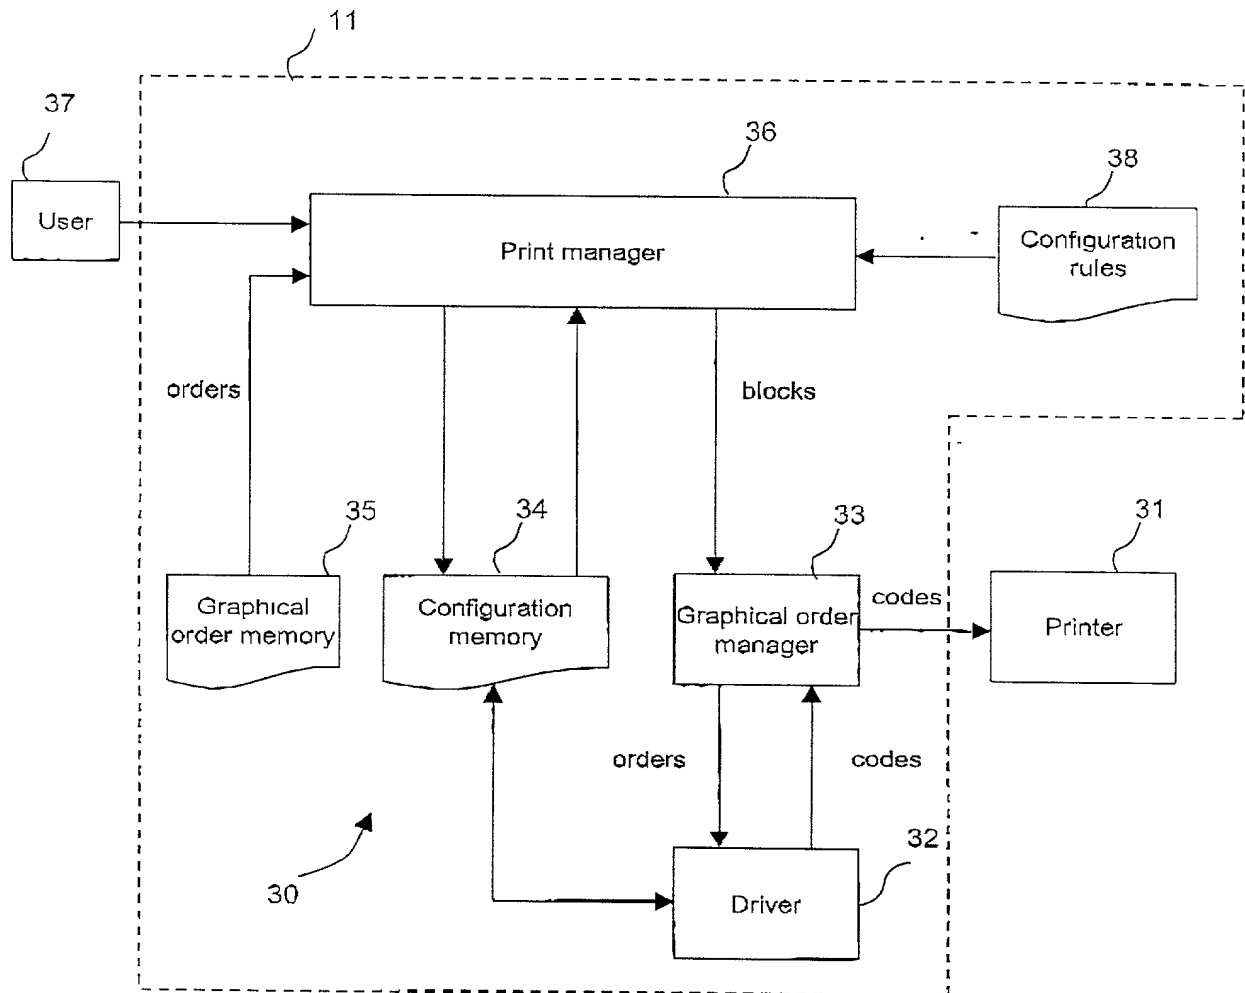 11
37
36
38
User
Print manager
Configuration
rules
orders
blocks
35
34
33
31
Graphical
order memory
Configuration
memory
Graphical order
manager
codes
Printer
orders
codes
32
30
Driver